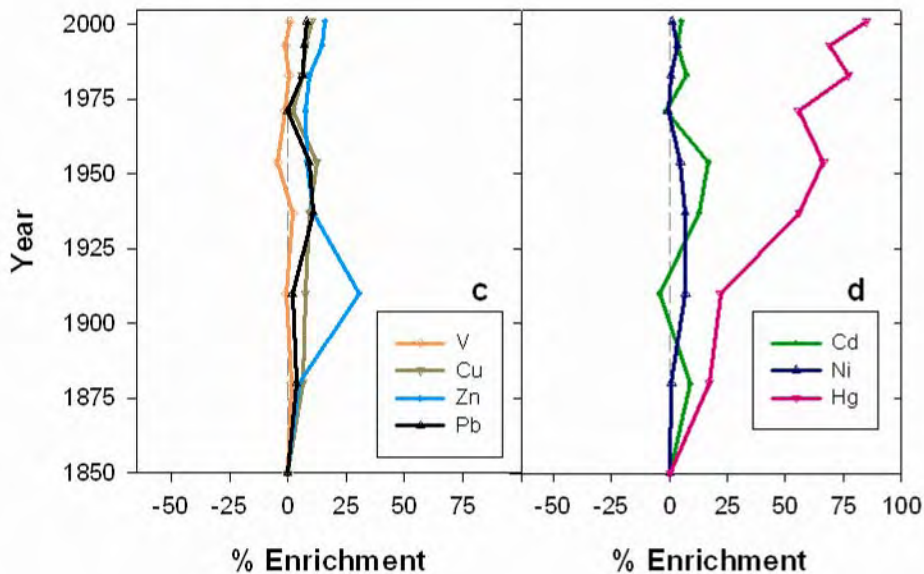 2000
1975
1950
1925
1900
1875
1850
Year
c
V
Cu
Zn
Pb
d
Cd
Ni
Hg
-50 -25 0 25 50 75
-50 -25 0 25 50 75 100
% Enrichment
% Enrichment